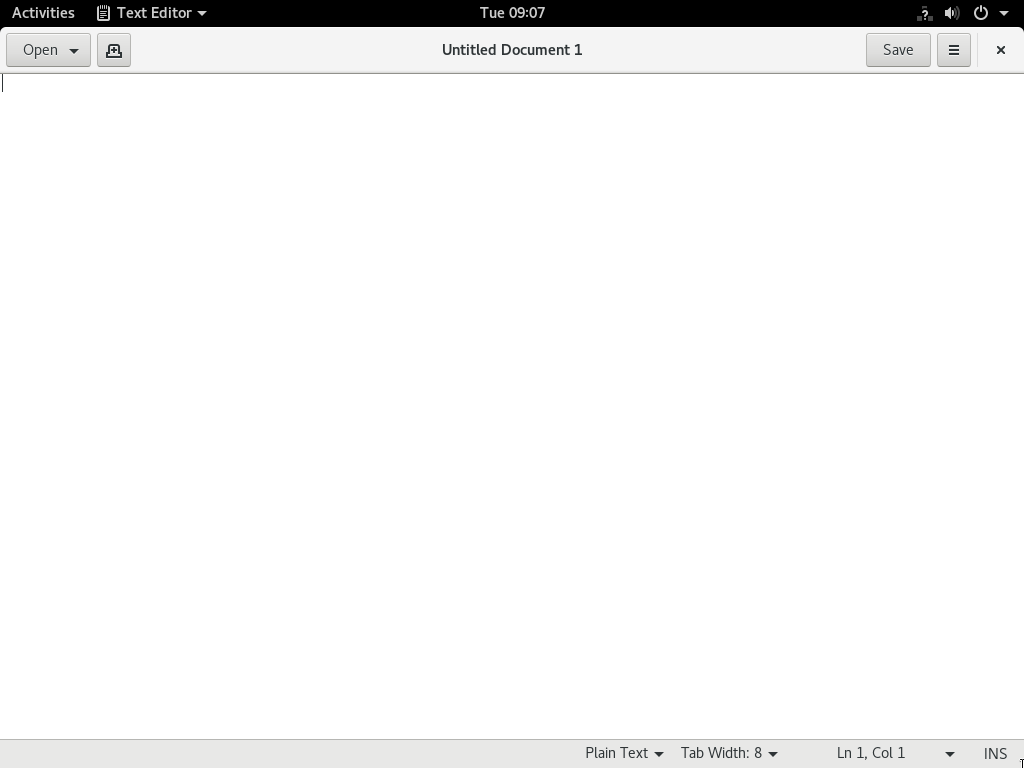 Activities Text Editor Tue 09:07
Open Untitled Document 1 Save
Plain Text Tab Width: 8 Ln 1, Col 1 INS